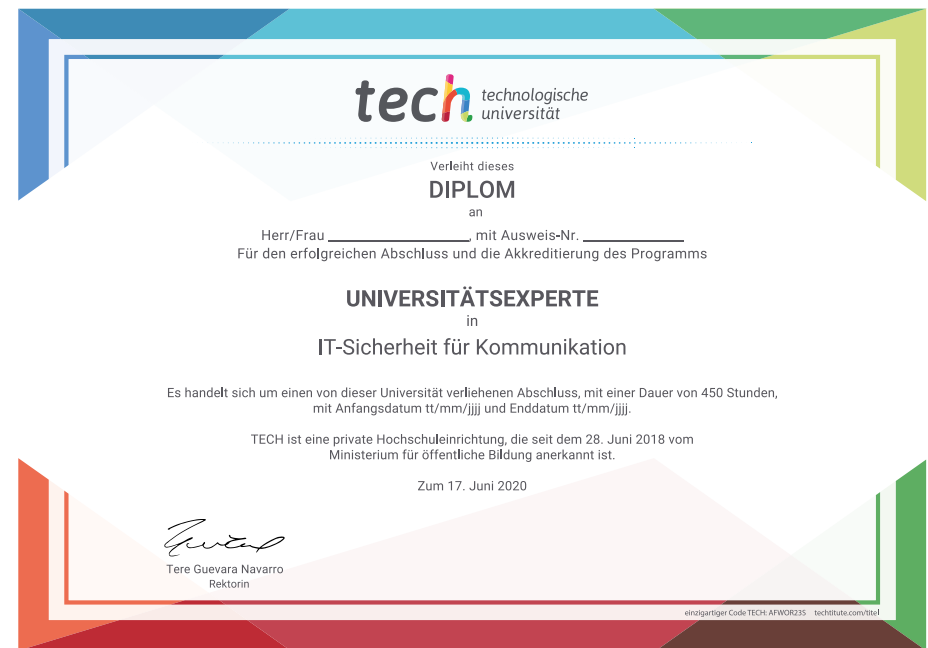 tech technologische
universität
Verleiht dieses
DIPLOM
an
Herr/Frau ____________, mit Ausweis-Nr. ____________
Für den erfolgreichen Abschluss und die Akkreditierung des Programms
UNIVERSITÄTSEXPERTE
in
IT-Sicherheit für Kommunikation
Es handelt sich um einen von dieser Universität verliehenen Abschluss, mit einer Dauer von 450 Stunden,
mit Anfangsdatum tt/mm/jjjj und Enddatum tt/mm/jjjj.
TECH ist eine private Hochschuleinrichtung, die seit dem 28. Juni 2018 vom
Ministerium für öffentliche Bildung anerkannt ist.
Zum 17. Juni 2020
Tere Guevara Navarro
Rektorin
einzigartiger Code TECH: AFWOR23S techtitute.com/titel